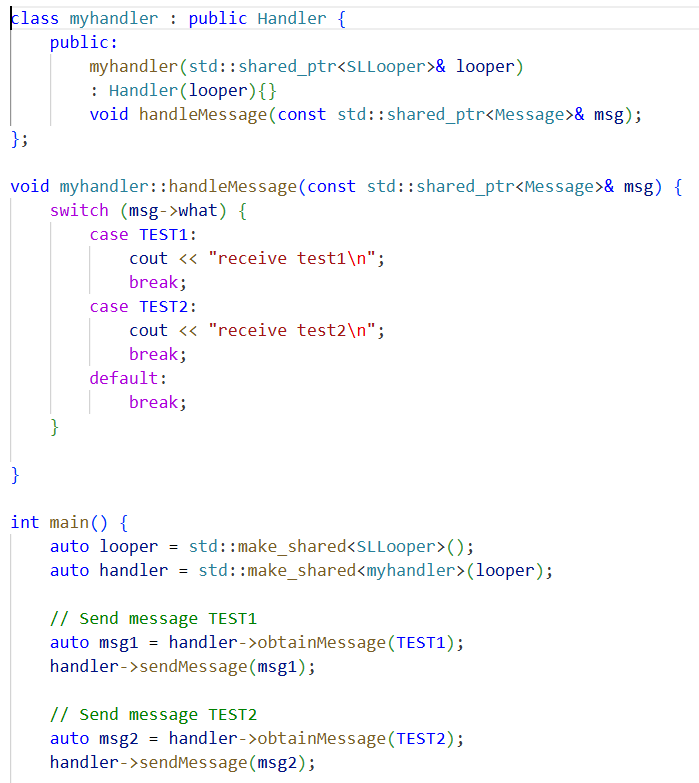 class myhandler : public Handler {
    public:
        myhandler(std::shared_ptr<SLLooper>& looper)
        : Handler(looper){}
        void handleMessage(const std::shared_ptr<Message>& msg);
};

void myhandler::handleMessage(const std::shared_ptr<Message>& msg) {
    switch (msg->what) {
        case TEST1:
            cout << "receive test1\n";
            break;
        case TEST2:
            cout << "receive test2\n";
            break;
        default:
            break;
    }

}

int main() {
    auto looper = std::make_shared<SLLooper>();
    auto handler = std::make_shared<myhandler>(looper);

    // Send message TEST1
    auto msg1 = handler->obtainMessage(TEST1);
    handler->sendMessage(msg1);

    // Send message TEST2
    auto msg2 = handler->obtainMessage(TEST2);
    handler->sendMessage(msg2);